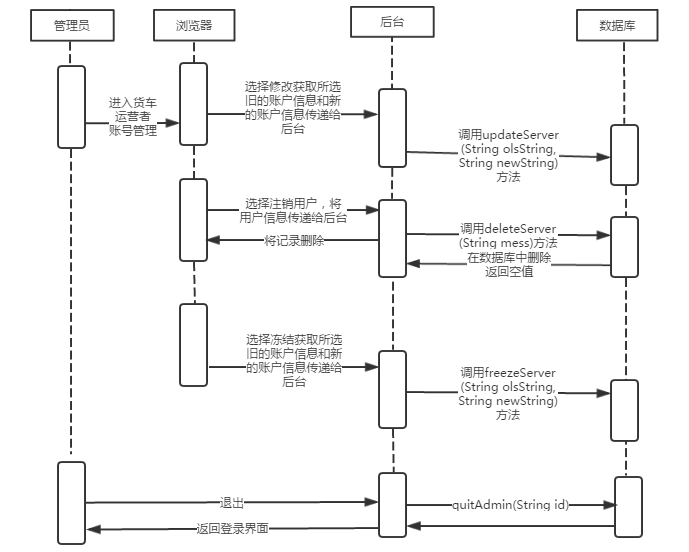 管理员
浏览器
后台
数据库
进入货车
运营者
账号管理
选择修改获取所选
旧的账户信息和新
的账户信息传递给
后台
调用updateServer
(String olsString,
String newString)
方法
选择注销用户，将
用户信息传递给后台
将记录删除
调用deleteServer
(String mess)方法
在数据库中删除
返回空值
选择冻结获取所选
旧的账户信息和新
的账户信息传递给
后台
调用freezeServer
(String olsString,
String newString)
方法
退出
quitAdmin(String id)
返回登录界面